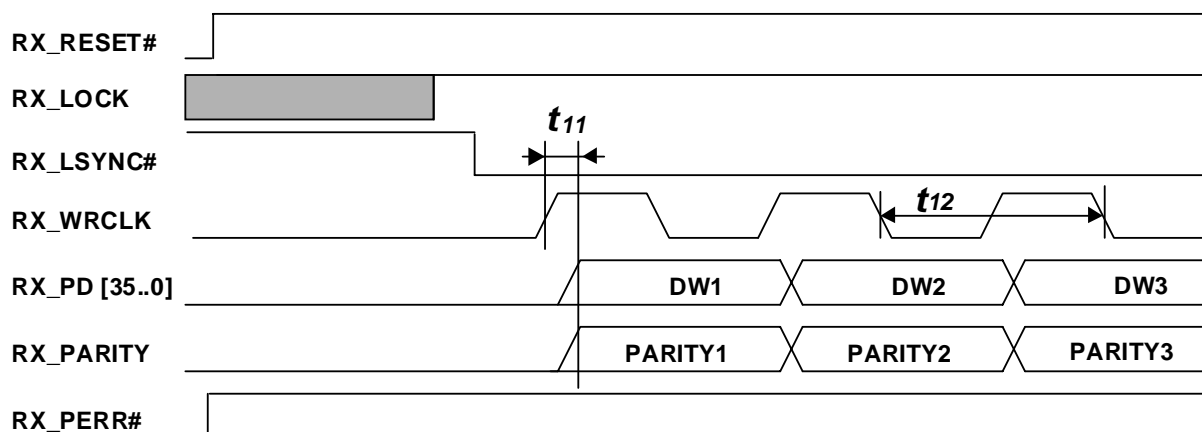 RX_RESET#
RX_LOCK
t11
RX_LSYNC#
RX_WRCLK
t12
RX_PD [35..0]
DW1
DW2
DW3
RX_PARITY
PARITY1
PARITY2
PARITY3
RX_PERR#